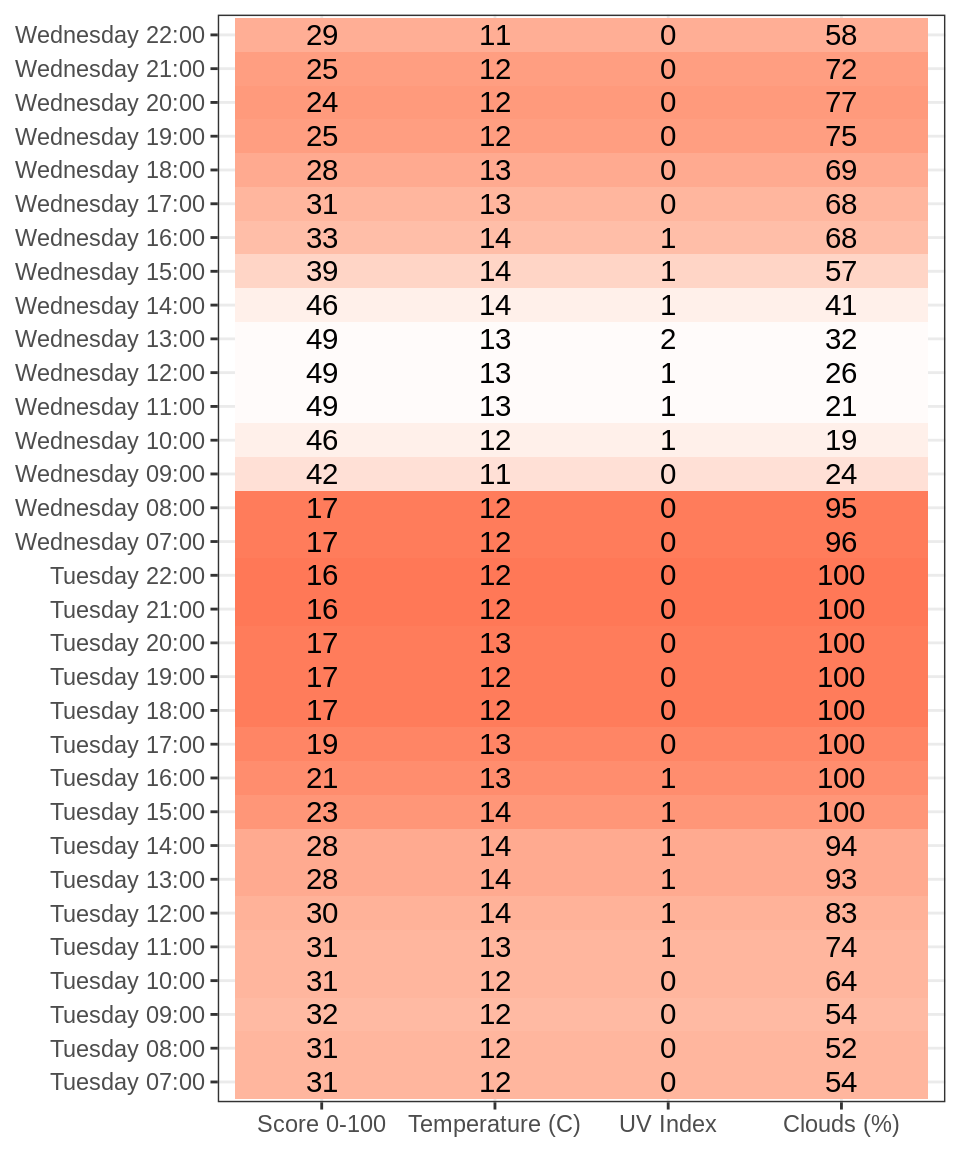 Wednesday 22:00 29 11 0 58
Wednesday 21:00 25 12 0 72
Wednesday 20:00 24 12 0 77
Wednesday 19:00 25 12 0 75
Wednesday 18:00 28 13 0 69
Wednesday 17:00 31 13 0 68
Wednesday 16:00 33 14 1 68
Wednesday 15:00 39 14 1 57
Wednesday 14:00 46 14 1 41
Wednesday 13:00 49 13 2 32
Wednesday 12:00 49 13 1 26
Wednesday 11:00 49 13 1 21
Wednesday 10:00 46 12 1 19
Wednesday 09:00 42 11 0 24
Wednesday 08:00 17 12 0 95
Wednesday 07:00 17 12 0 96
Tuesday 22:00 16 12 0 100
Tuesday 21:00 16 12 0 100
Tuesday 20:00 17 13 0 100
Tuesday 19:00 17 12 0 100
Tuesday 18:00 17 12 0 100
Tuesday 17:00 19 13 0 100
Tuesday 16:00 21 13 1 100
Tuesday 15:00 23 14 1 100
Tuesday 14:00 28 14 1 94
Tuesday 13:00 28 14 1 93
Tuesday 12:00 30 14 1 83
Tuesday 11:00 31 13 1 74
Tuesday 10:00 31 12 0 64
Tuesday 09:00 32 12 0 54
Tuesday 08:00 31 12 0 52
Tuesday 07:00 31 12 0 54
Score 0-100 Temperature (C) UV Index Clouds (%)